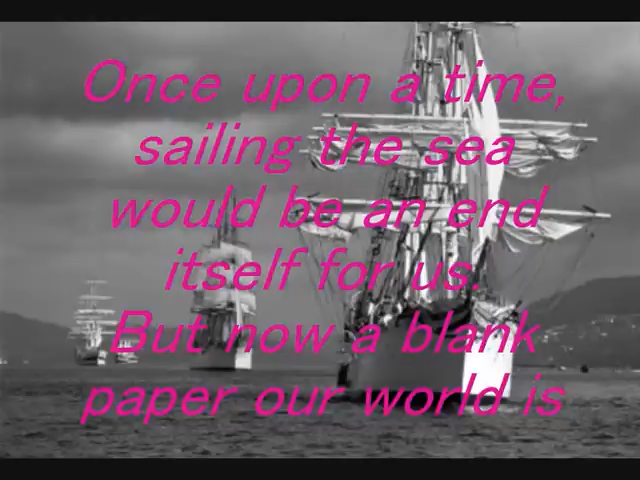 Once upon a time,
sailing the sea
would be an end
itself for us.
But now a blank
paper our world is